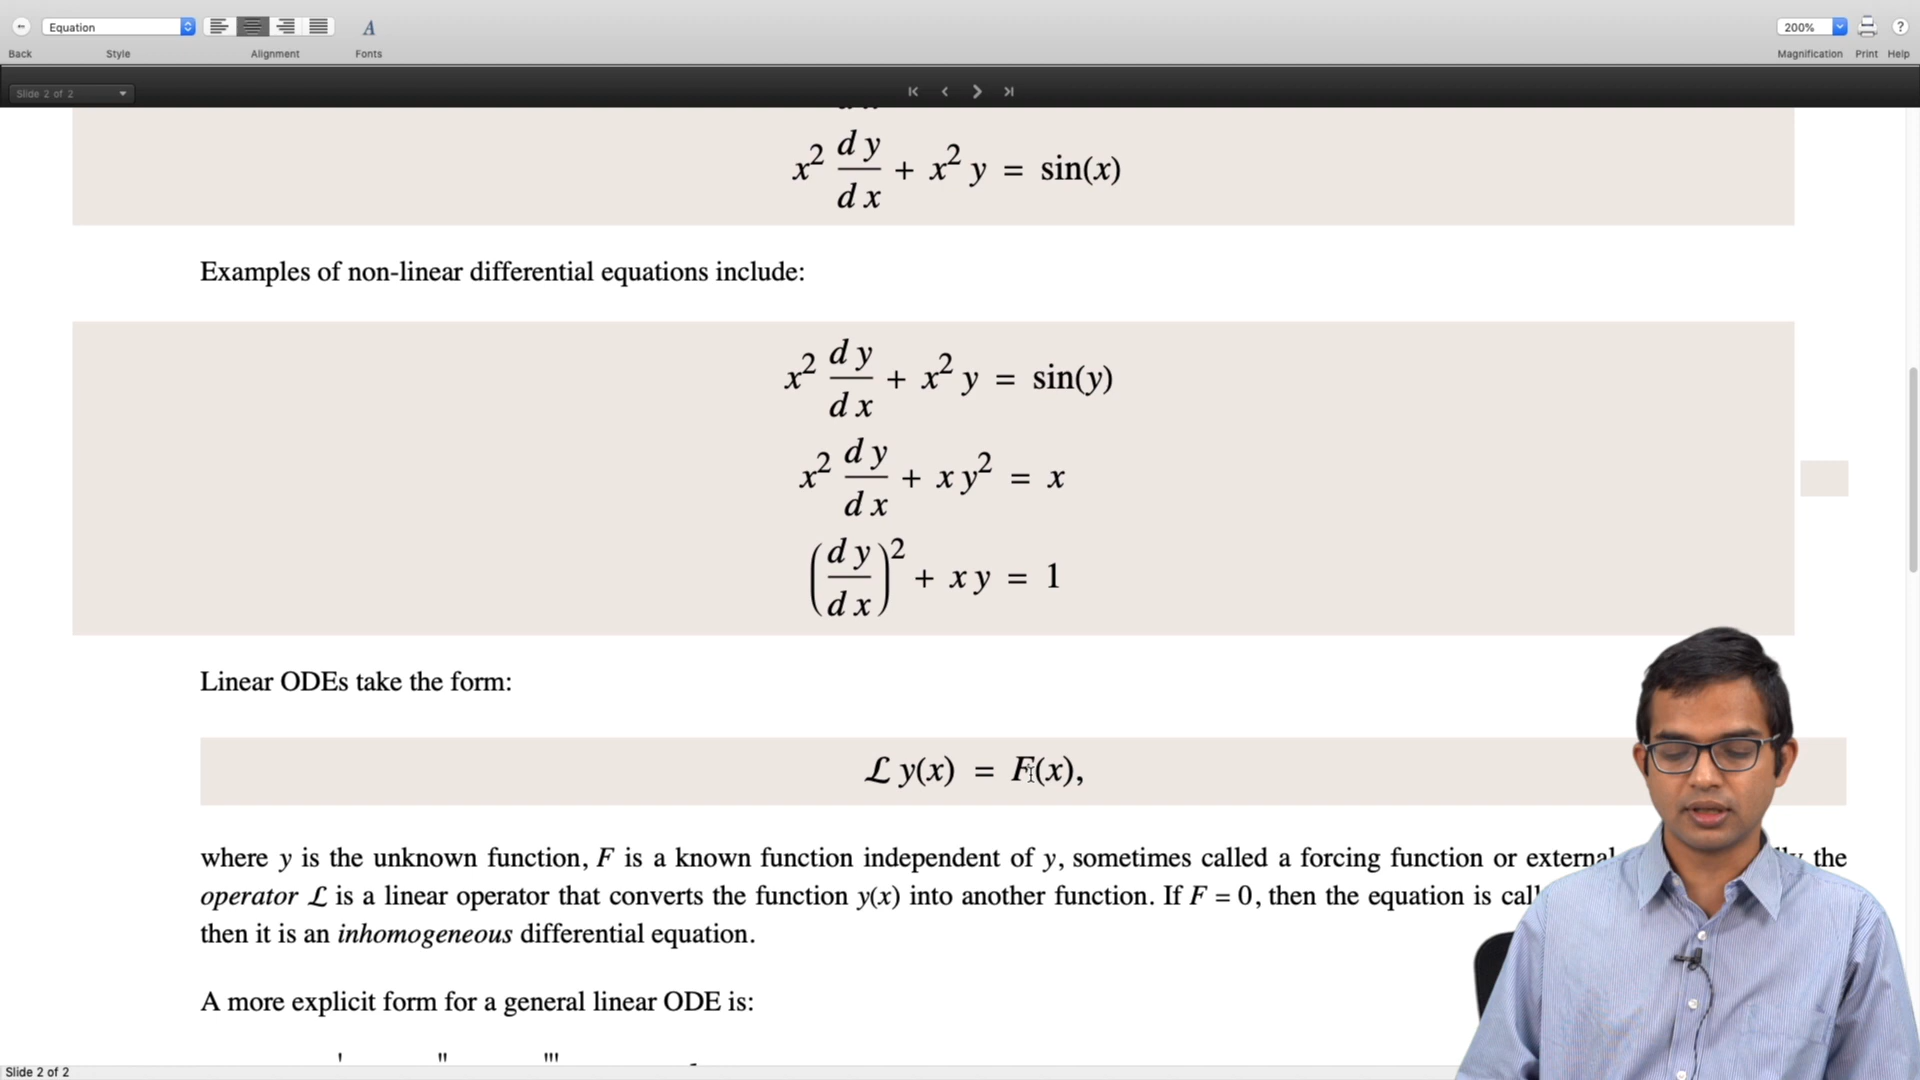 Equation
200%
Back Style Alignment Fonts Magnification Print Help
Slide 2 of 2
x² dy/dx + x² y = sin(x)
Examples of non-linear differential equations include:
x² dy/dx + x² y = sin(y)
x² dy/dx + x y² = x
(dy/dx)² + x y = 1
Linear ODEs take the form:
ℒ y(x) = F(x),
where y is the unknown function, F is a known function independent of y, sometimes called a forcing function or external the
operator ℒ is a linear operator that converts the function y(x) into another function. If F = 0, then the equation is
then it is an inhomogeneous differential equation.
A more explicit form for a general linear ODE is:
Slide 2 of 2